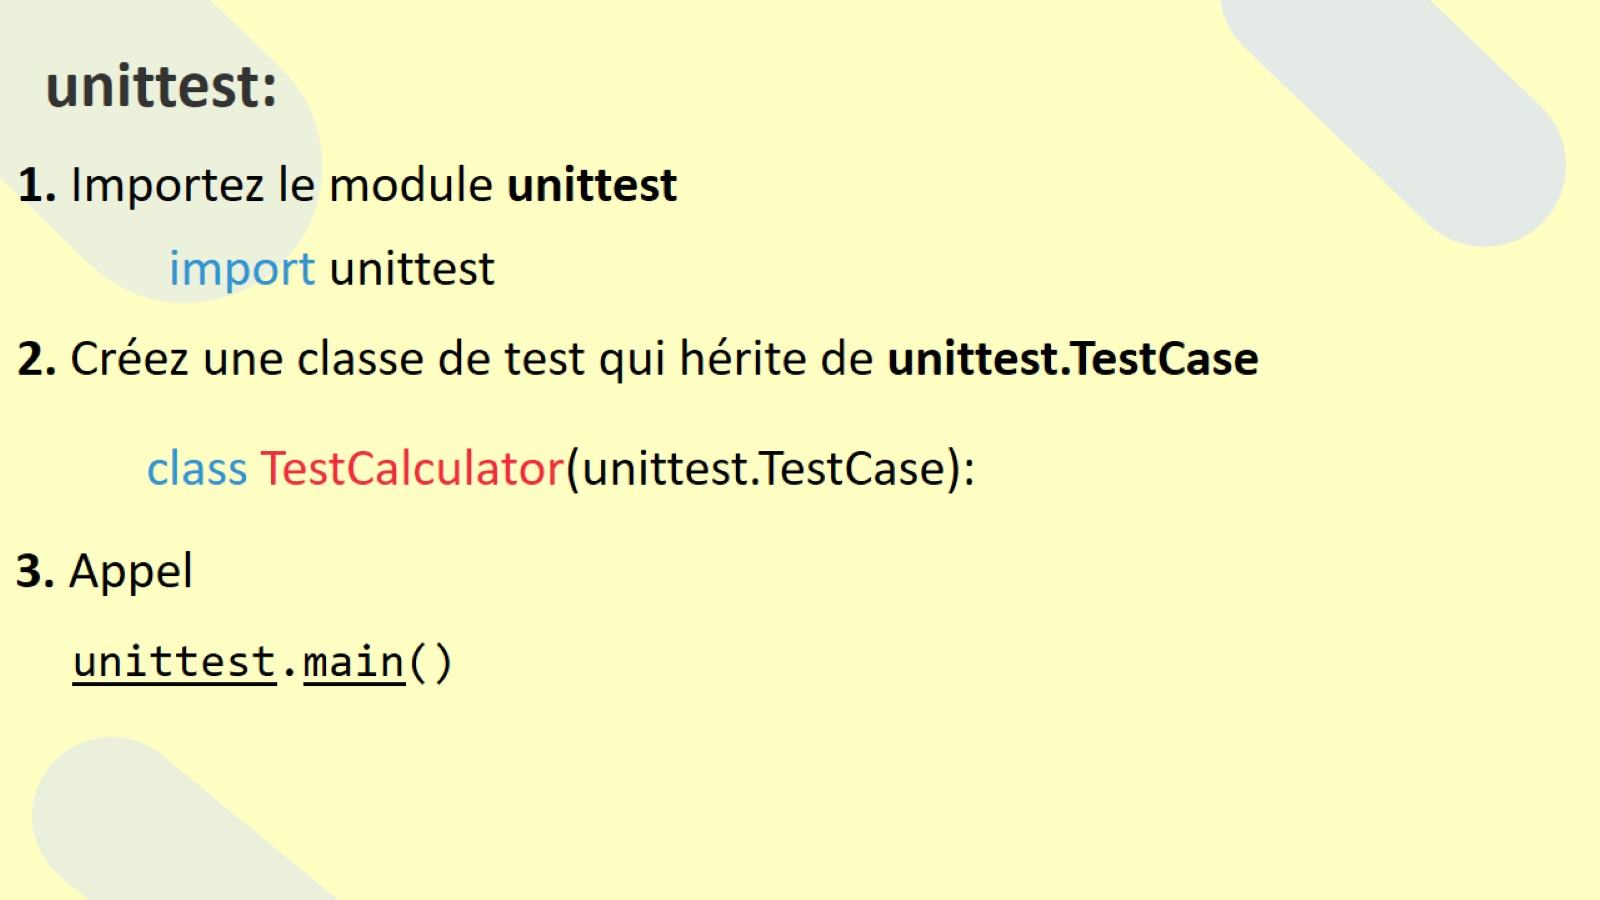 unittest:
1. Importez le module unittest
import unittest
2. Créez une classe de test qui hérite de unittest.TestCase
class TestCalculator(unittest.TestCase):
3. Appel
unittest.main()